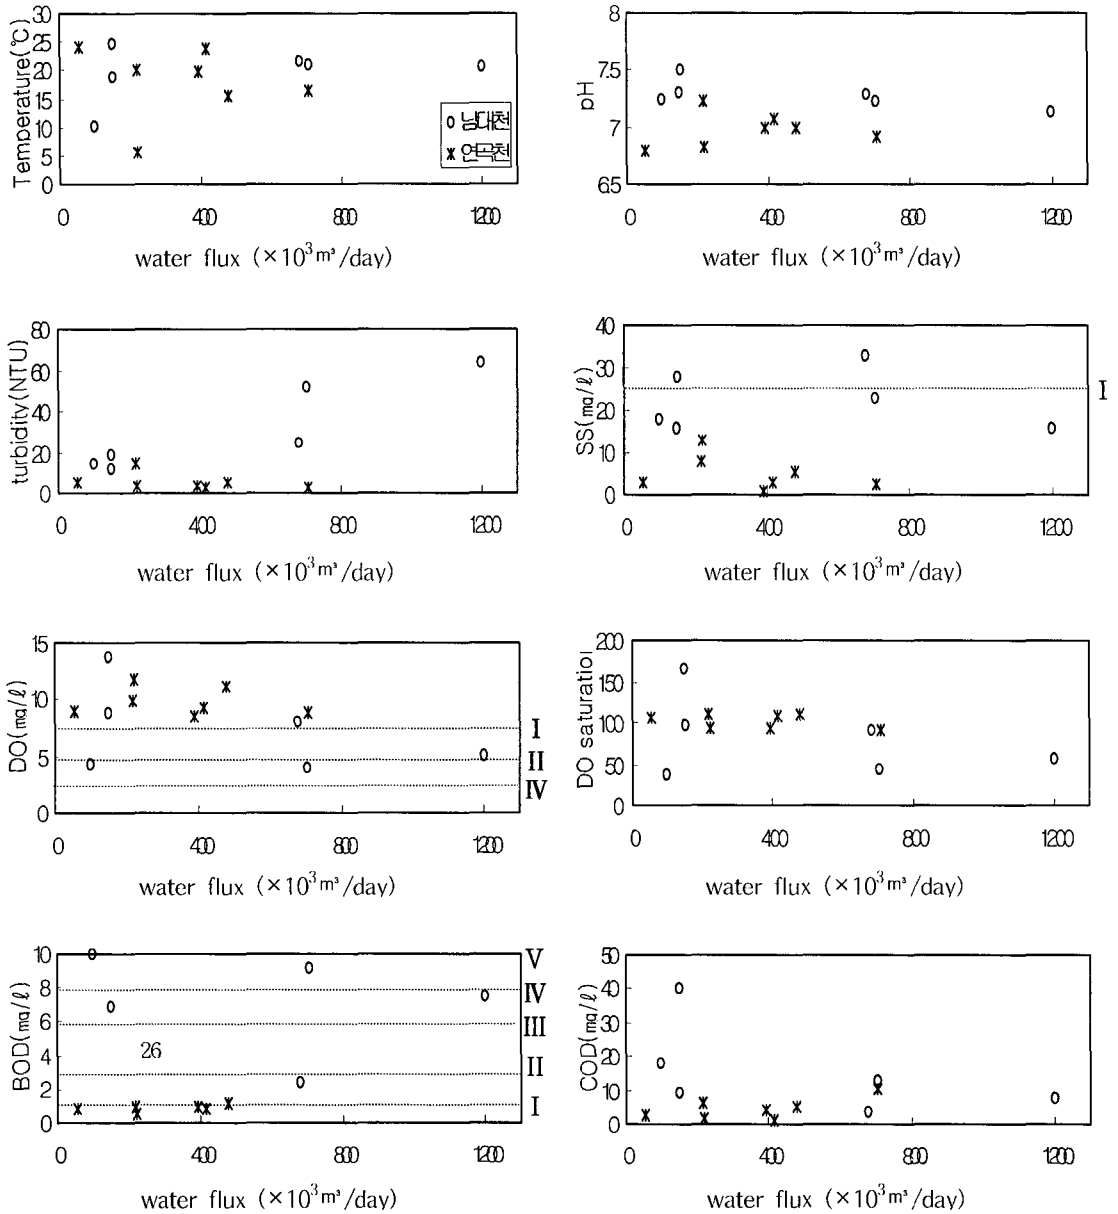 Temperature(℃)
30
25
20
15
10
5
0
0 400 800 1200
water flux (×10³㎥/day)
남대천
연곡천
pH
8
7.5
7
6.5
0 400 800 1200
water flux (×10³㎥/day)
turbidity(NTU)
80
60
40
20
0
0 400 800 1200
water flux (×10³㎥/day)
SS(mg/ℓ)
40
30
20
10
0
I
0 400 800 1200
water flux (×10³㎥/day)
DO(mg/ℓ)
15
10
5
0
I
II
IV
0 400 800 1200
water flux (×10³㎥/day)
DO saturation
200
150
100
50
0
0 400 800 1200
water flux (×10³㎥/day)
BOD(mg/ℓ)
10
8
6
4
2
0
26
V
IV
III
II
I
0 400 800 1200
water flux (×10³㎥/day)
COD(mg/ℓ)
50
40
30
20
10
0
0 400 800 1200
water flux (×10³㎥/day)